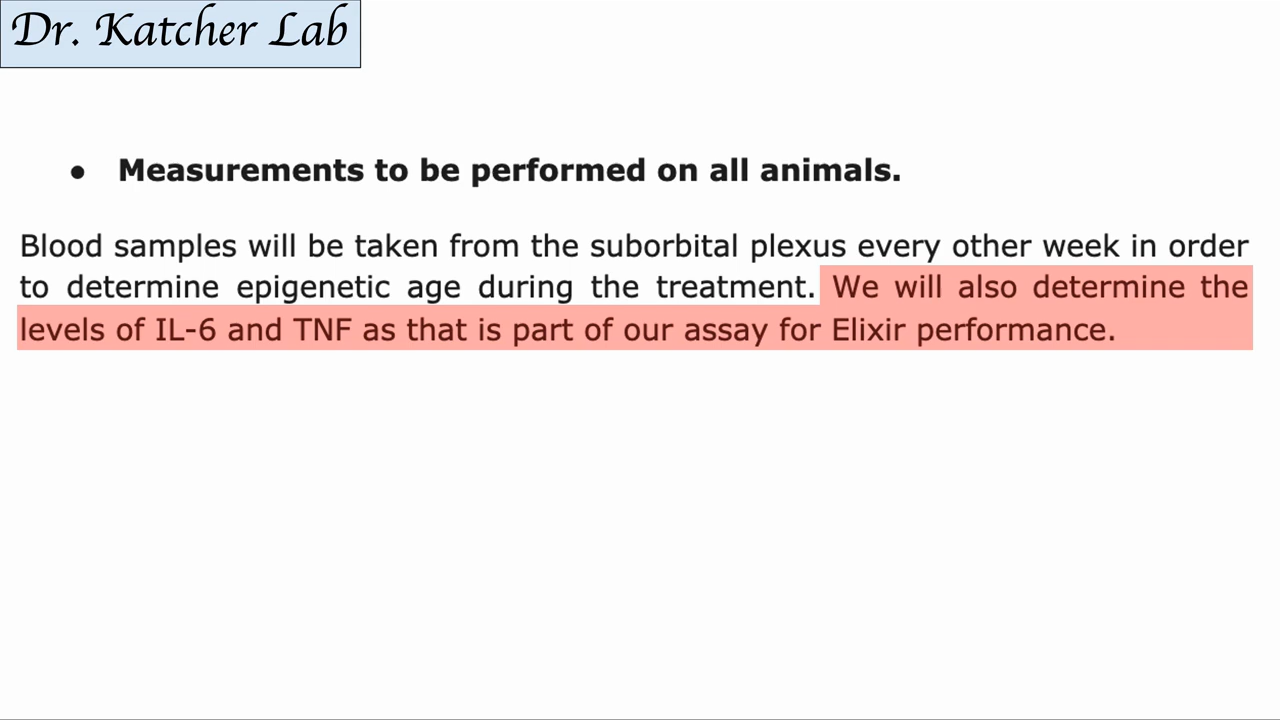 Dr. Katcher Lab
● Measurements to be performed on all animals.
Blood samples will be taken from the suborbital plexus every other week in order
to determine epigenetic age during the treatment. We will also determine the
levels of IL-6 and TNF as that is part of our assay for Elixir performance.